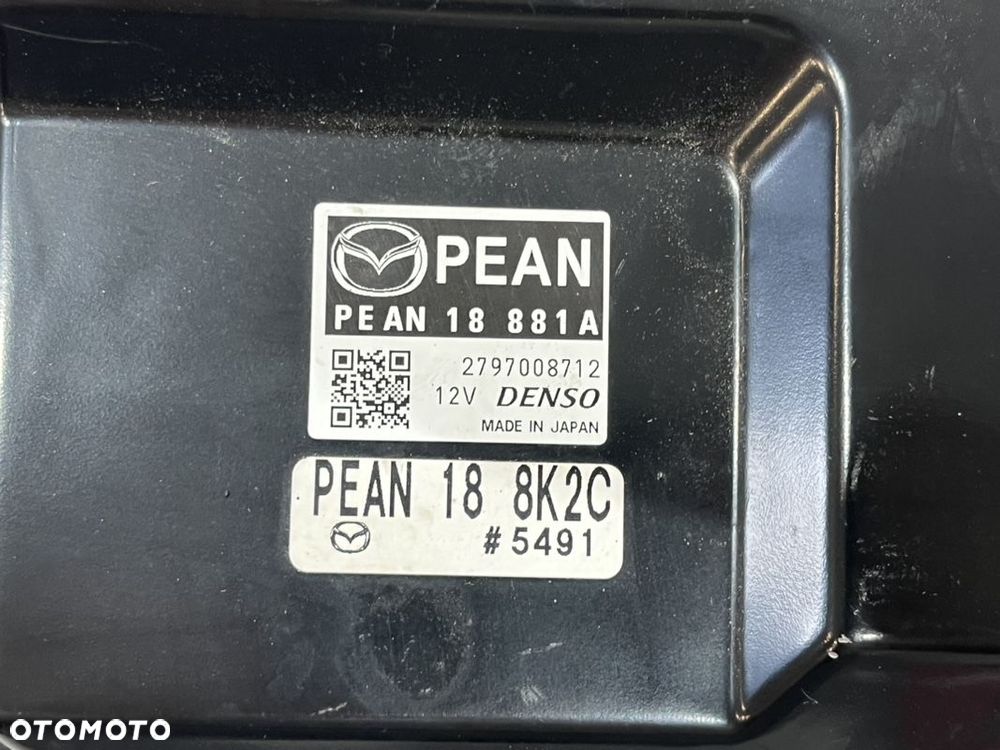 PEAN
PEAN 18 881A
2797008712
12V DENSO
MADE IN JAPAN
PEAN 18 8K2C
#5491
OTOMOTO